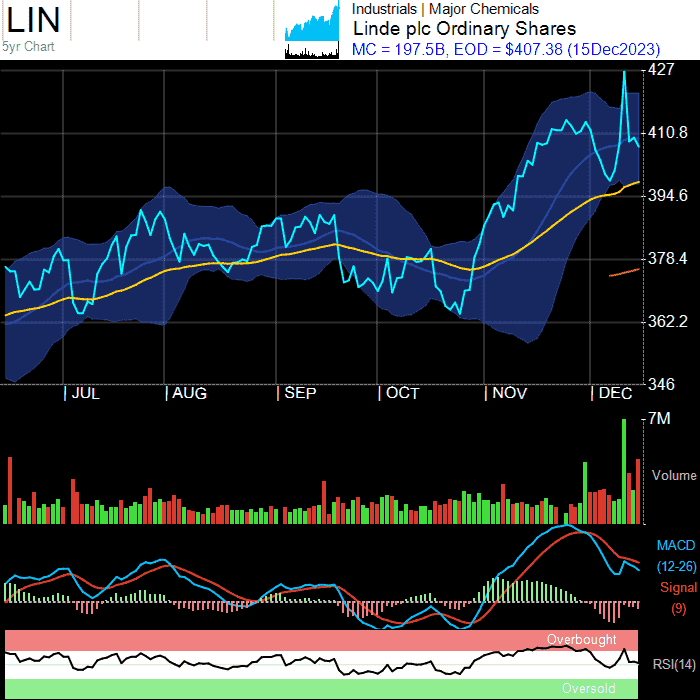 LIN
5yr Chart
Industrials | Major Chemicals
Linde plc Ordinary Shares
MC = 197.5B, EOD = $407.38 (15Dec2023)
427
410.8
394.6
378.4
362.2
346
JUL
AUG
SEP
OCT
NOV
DEC
7M
Volume
MACD
(12-26)
Signal
(9)
Overbought
RSI(14)
Oversold